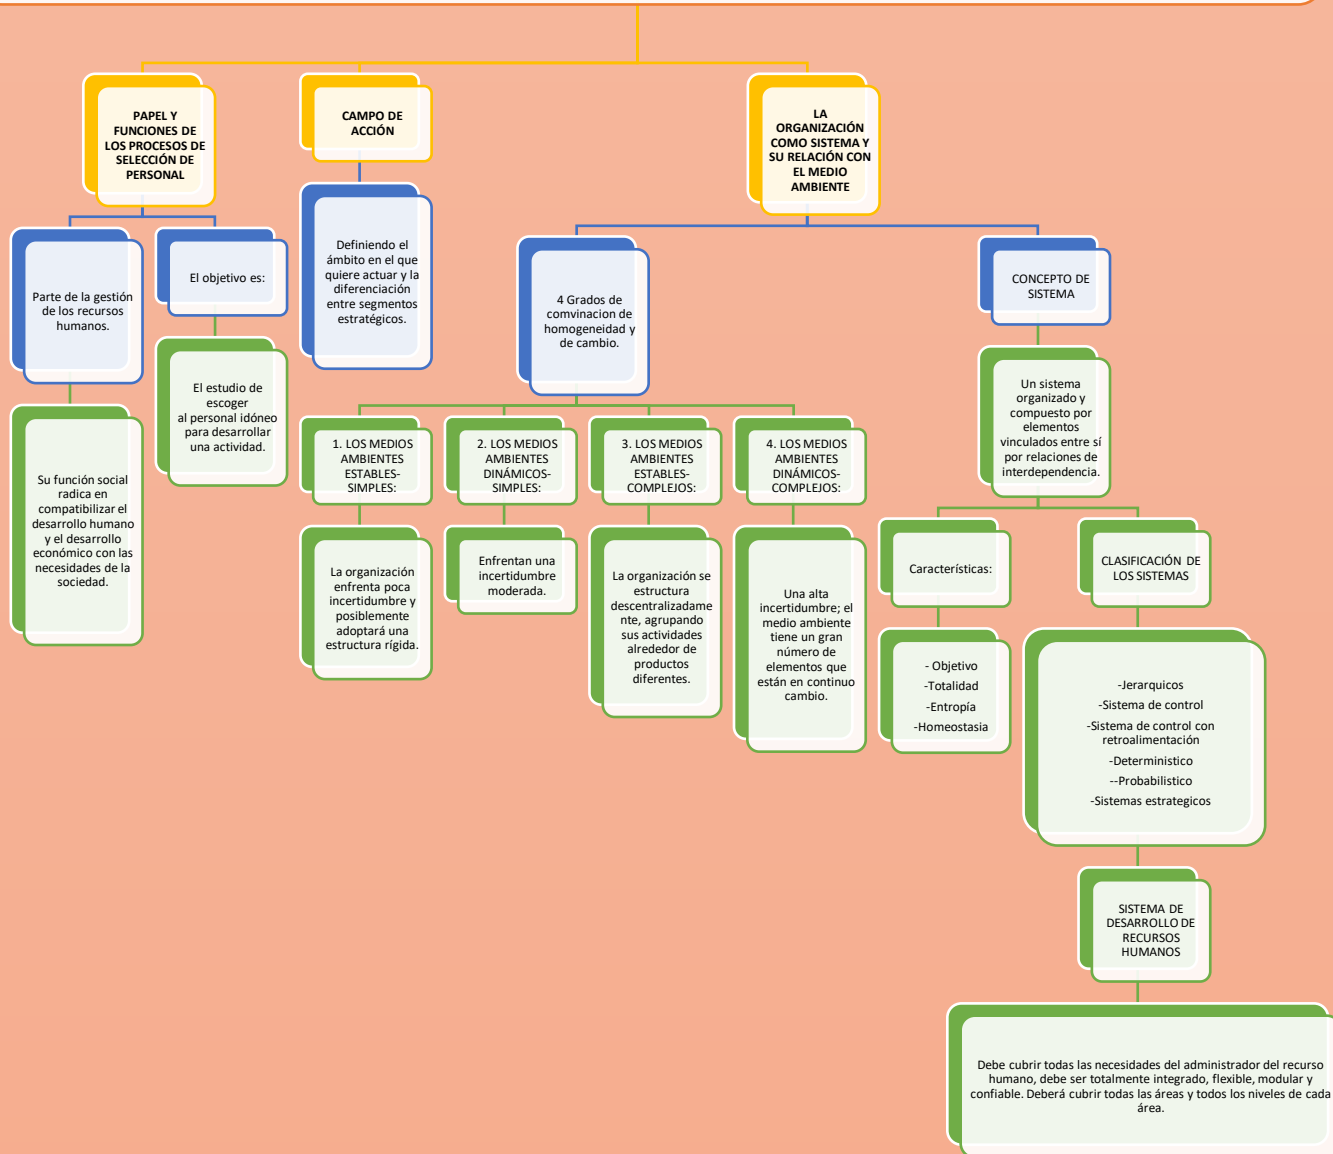 PAPEL Y
FUNCIONES DE
LOS PROCESOS DE
SELECCIÓN DE
PERSONAL
Parte de la gestión
de los recursos
humanos.
Su función social
radica en
compatibilizar el
desarrollo humano
y el desarrollo
económico con las
necesidades de la
sociedad.
El objetivo es:
El estudio de
escoger
al personal idóneo
para desarrollar
una actividad.
CAMPO DE
ACCIÓN
Definiendo el
ámbito en el que
quiere actuar y la
diferenciación
entre segmentos
estratégicos.
LA
ORGANIZACIÓN
COMO SISTEMA Y
SU RELACIÓN CON
EL MEDIO
AMBIENTE
4 Grados de
comvinacion de
homogeneidad y
de cambio.
1. LOS MEDIOS
AMBIENTES
ESTABLES-
SIMPLES:
La organización
enfrenta poca
incertidumbre y
posiblemente
adoptará una
estructura rígida.
2. LOS MEDIOS
AMBIENTES
DINÁMICOS-
SIMPLES:
Enfrentan una
incertidumbre
moderada.
3. LOS MEDIOS
AMBIENTES
ESTABLES-
COMPLEJOS:
La organización se
estructura
descentralizadame
nte, agrupando
sus actividades
alrededor de
productos
diferentes.
4. LOS MEDIOS
AMBIENTES
DINÁMICOS-
COMPLEJOS:
Una alta
incertidumbre; el
medio ambiente
tiene un gran
número de
elementos que
están en continuo
cambio.
CONCEPTO DE
SISTEMA
Un sistema
organizado y
compuesto por
elementos
vinculados entre sí
por relaciones de
interdependencia.
Características:
- Objetivo
-Totalidad
-Entropía
-Homeostasia
CLASIFICACIÓN DE
LOS SISTEMAS
-Jerarquicos
-Sistema de control
-Sistema de control con
retroalimentación
-Deterministico
--Probabilistico
-Sistemas estrategicos
SISTEMA DE
DESARROLLO DE
RECURSOS
HUMANOS
Debe cubrir todas las necesidades del administrador del recurso
humano, debe ser totalmente integrado, flexible, modular y
confiable. Deberá cubrir todas las áreas y todos los niveles de cada
área.